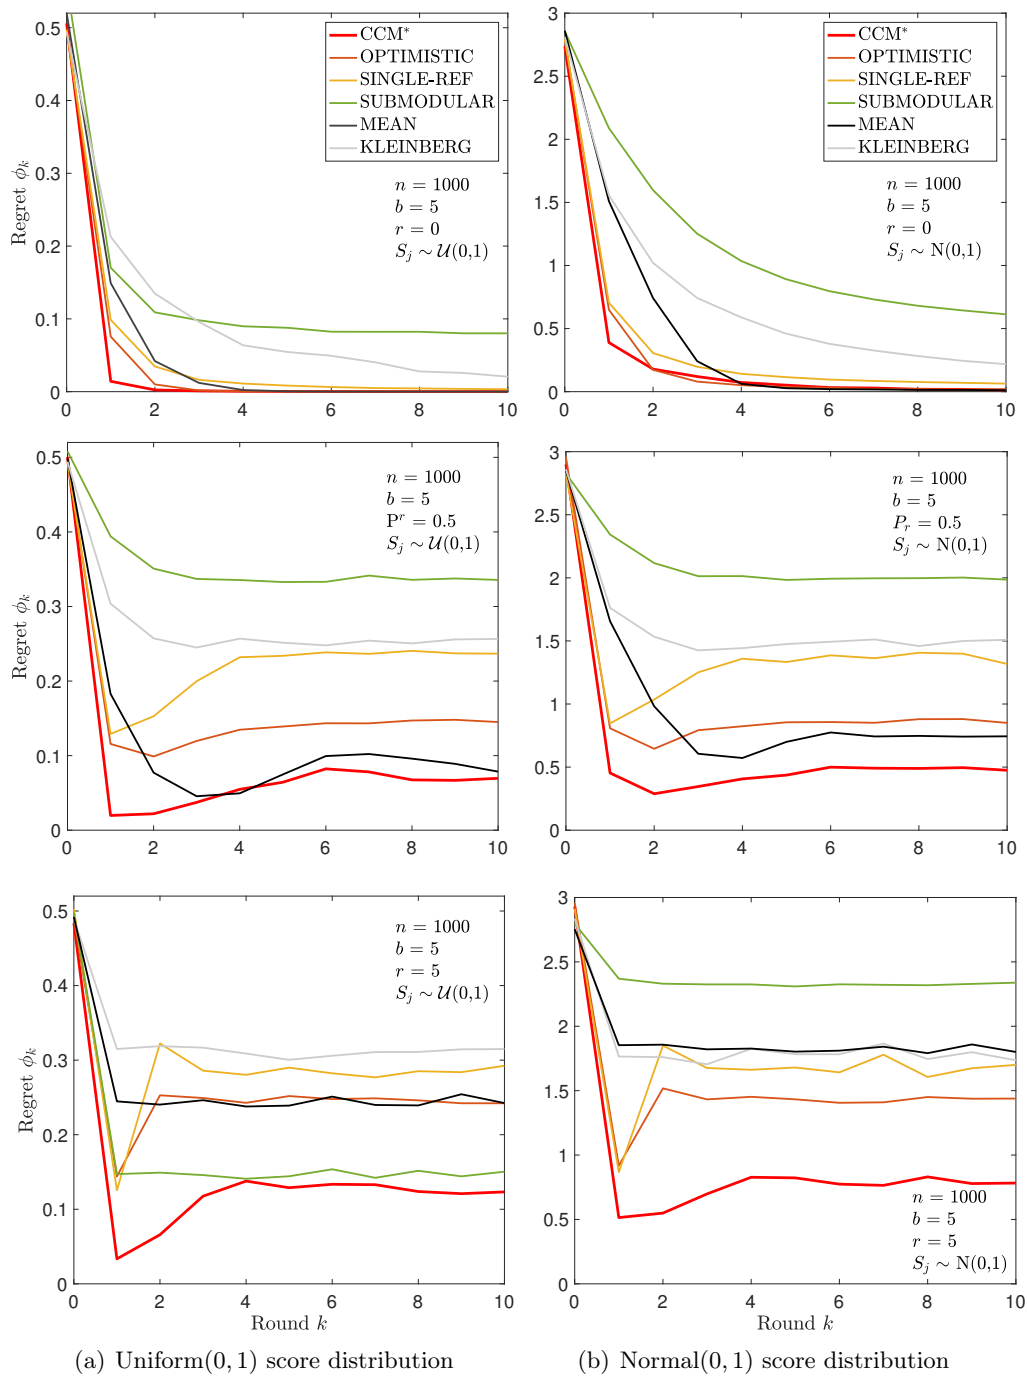 0.5
0.4
0.3
0.2
0.1
0
Regret ϕₖ
CCM*
OPTIMISTIC
SINGLE-REF
SUBMODULAR
MEAN
KLEINBERG
n = 1000
b = 5
r = 0
Sⱼ ∼ 𝒰(0,1)
0 2 4 6 8 10
3
2.5
2
1.5
1
0.5
0
CCM*
OPTIMISTIC
SINGLE-REF
SUBMODULAR
MEAN
KLEINBERG
n = 1000
b = 5
r = 0
Sⱼ ∼ N(0,1)
0 2 4 6 8 10
0.5
0.4
0.3
0.2
0.1
0
Regret ϕₖ
n = 1000
b = 5
Pʳ = 0.5
Sⱼ ∼ 𝒰(0,1)
0 2 4 6 8 10
3
2.5
2
1.5
1
0.5
0
n = 1000
b = 5
Pᵣ = 0.5
Sⱼ ∼ N(0,1)
0 2 4 6 8 10
0.5
0.4
0.3
0.2
0.1
0
Regret ϕₖ
n = 1000
b = 5
r = 5
Sⱼ ∼ 𝒰(0,1)
0 2 4 6 8 10
Round k
3
2.5
2
1.5
1
0.5
0
n = 1000
b = 5
r = 5
Sⱼ ∼ N(0,1)
0 2 4 6 8 10
Round k
(a) Uniform(0, 1) score distribution
(b) Normal(0, 1) score distribution